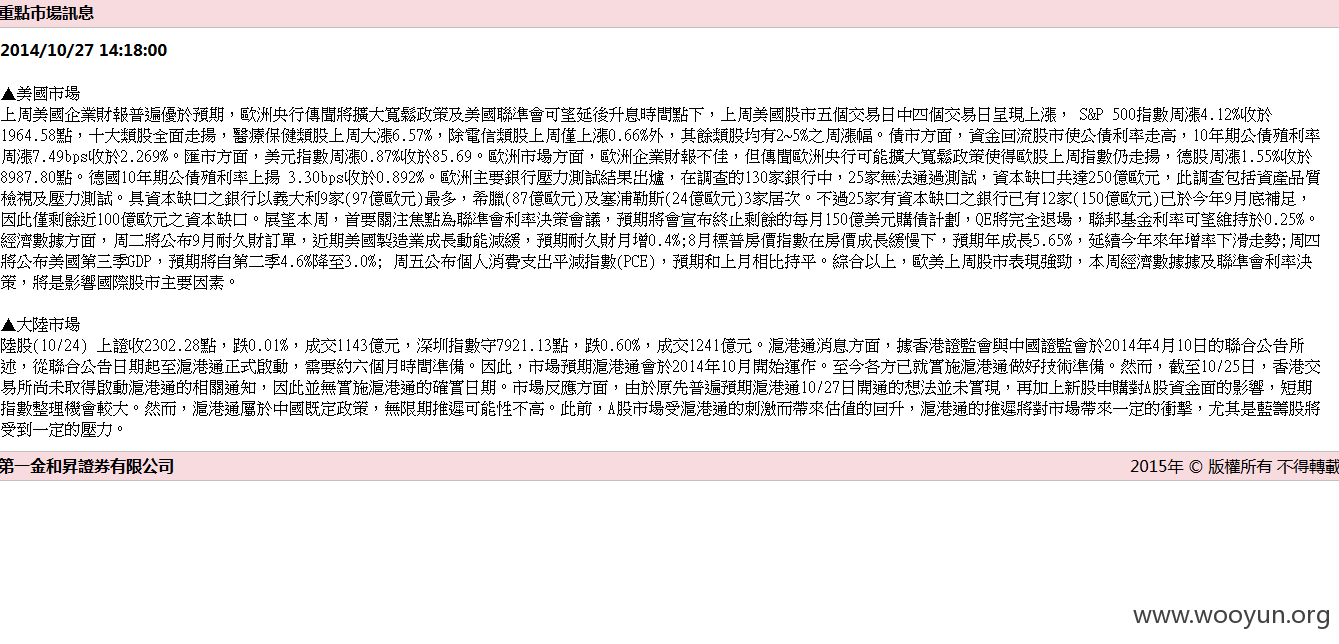 重點市場訊息
2014/10/27 14:18:00
▲美國市場
上周美國企業財報普遍優於預期，歐洲央行傳聞將擴大寬鬆政策及美國聯準會可望延後升息時間點下，上周美國股市五個交易日中四個交易日呈現上漲， S&P 500指數周漲4.12%收於
1964.58點，十大類股全面走揚，醫療保健類股上周大漲6.57%，除電信類股上周僅上漲0.66%外，其餘類股均有2~5%之周漲幅。債市方面，資金回流股市使公債利率走高，10年期公債殖利率
周漲7.49bps收於2.269%。匯市方面，美元指數周漲0.87%收於85.69。歐洲市場方面，歐洲企業財報不佳，但傳聞歐洲央行可能擴大寬鬆政策使得歐股上周指數仍走揚，德股周漲1.55%收於
8987.80點。德國10年期公債殖利率上揚 3.30bps收於0.892%。歐洲主要銀行壓力測試結果出爐，在調查的130家銀行中，25家無法通過測試，資本缺口共達250億歐元，此調查包括資產品質
檢視及壓力測試。具資本缺口之銀行以義大利9家(97億歐元)最多，希臘(87億歐元)及塞浦勒斯(24億歐元)3家居次。不過25家有資本缺口之銀行已有12家(150億歐元)已於今年9月底補足，
因此僅剩餘近100億歐元之資本缺口。展望本周，首要關注焦點為聯準會利率決策會議，預期將會宣布終止剩餘的每月150億美元購債計劃，QE將完全退場，聯邦基金利率可望維持於0.25%。
經濟數據方面，周二將公布9月耐久財訂單，近期美國製造業成長動能減緩，預期耐久財月增0.4%;8月標普房價指數在房價成長緩慢下，預期年成長5.65%，延續今年來年增率下滑走勢;周四
將公布美國第三季GDP，預期將自第二季4.6%降至3.0%; 周五公布個人消費支出平減指數(PCE)，預期和上月相比持平。綜合以上，歐美上周股市表現強勁，本周經濟數據據及聯準會利率決
策，將是影響國際股市主要因素。
▲大陸市場
陸股(10/24) 上證收2302.28點，跌0.01%，成交1143億元，深圳指數守7921.13點，跌0.60%，成交1241億元。滬港通消息方面，據香港證監會與中國證監會於2014年4月10日的聯合公告所
述，從聯合公告日期起至滬港通正式啟動，需要約六個月時間準備。因此，市場預期滬港通會於2014年10月開始運作。至今各方已就實施滬港通做好技術準備。然而，截至10/25日，香港交
易所尚未取得啟動滬港通的相關通知，因此並無實施滬港通的確實日期。市場反應方面，由於原先普遍預期滬港通10/27日開通的想法並未實現，再加上新股申購對A股資金面的影響，短期
指數整理機會較大。然而，滬港通屬於中國既定政策，無限期推遲可能性不高。此前，A股市場受滬港通的刺激而帶來估值的回升，滬港通的推遲將對市場帶來一定的衝擊，尤其是藍籌股將
受到一定的壓力。
第一金和昇證券有限公司
2015年 © 版權所有 不得轉載
www.wooyun.org